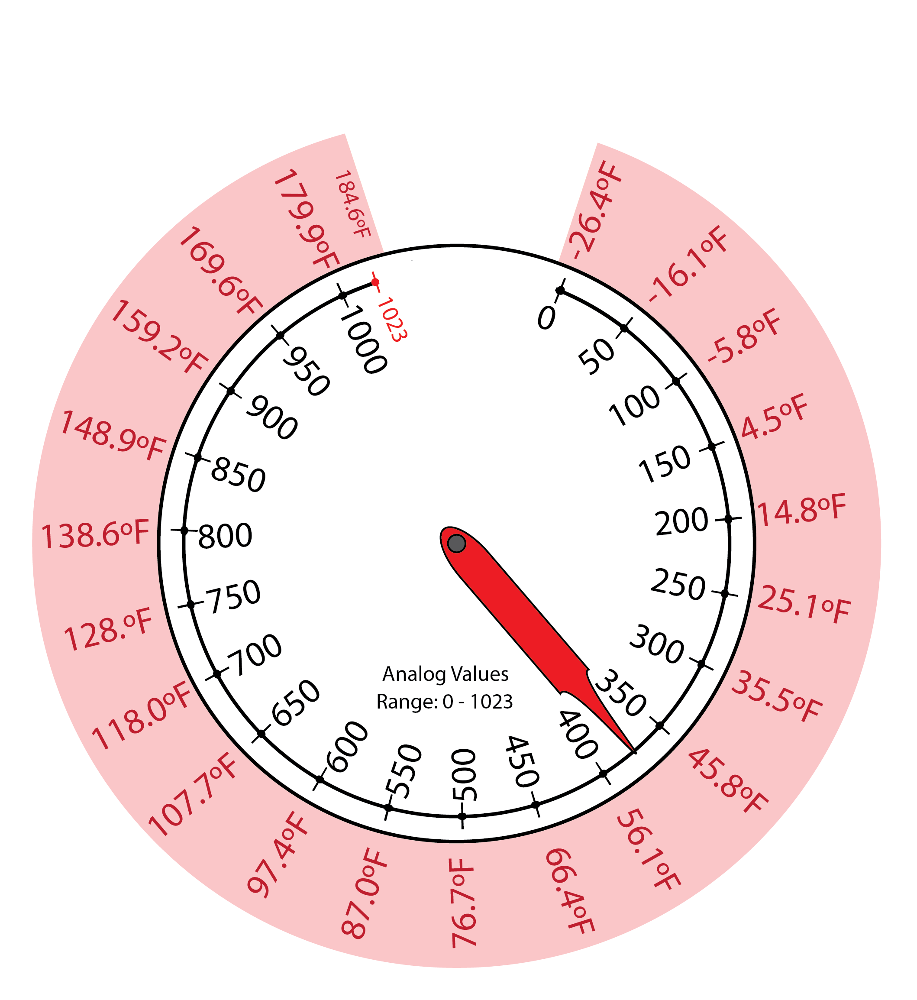 -26.4ºF
-16.1ºF
-5.8ºF
4.5ºF
14.8ºF
25.1ºF
35.5ºF
45.8ºF
56.1ºF
66.4ºF
76.7ºF
87.0ºF
97.4ºF
107.7ºF
118.0ºF
128.ºF
138.6ºF
148.9ºF
159.2ºF
169.6ºF
179.9ºF
184.6ºF
0
50
100
150
200
250
300
350
400
450
500
550
600
650
700
750
800
850
900
950
1000
1023
Analog Values
Range: 0 - 1023